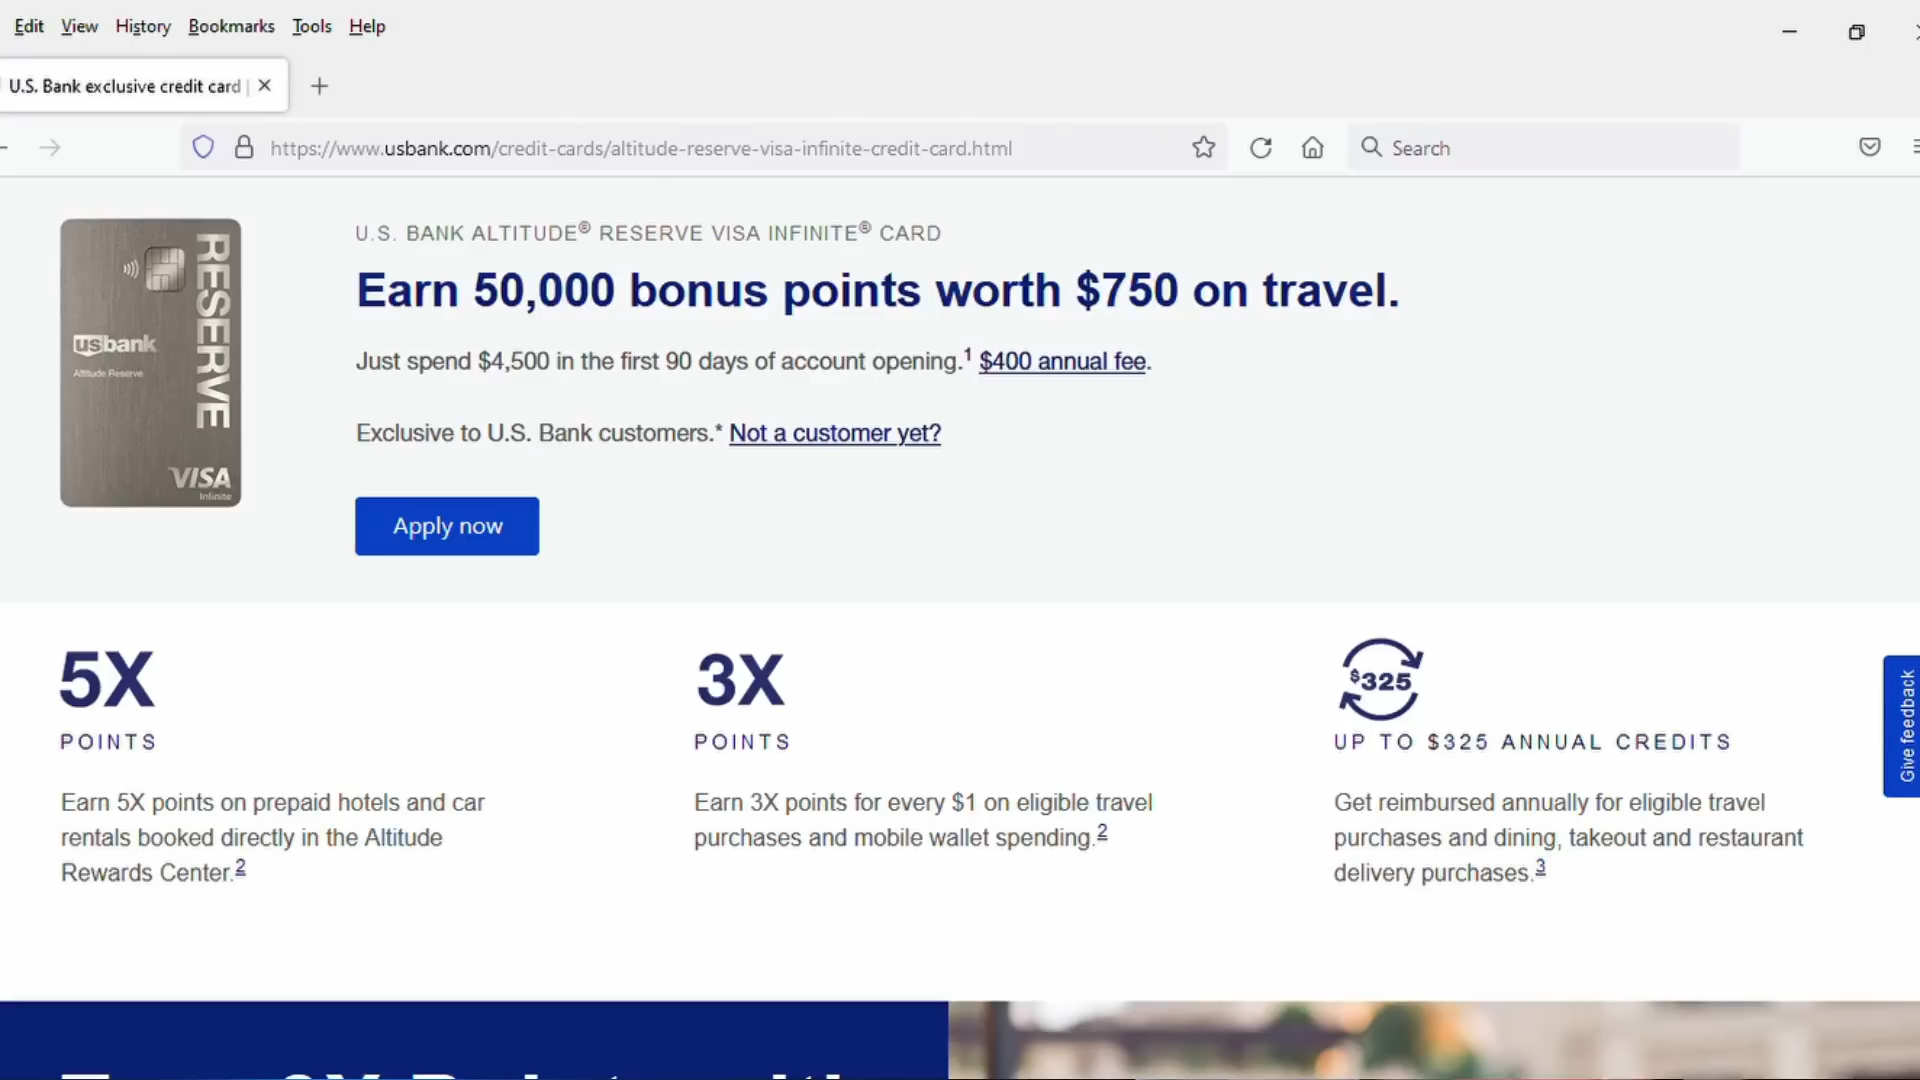 Edit View History Bookmarks Tools Help
U.S. Bank exclusive credit card |
https://www.usbank.com/credit-cards/altitude-reserve-visa-infinite-credit-card.html
Search
RESERVE
usbank
Altitude Reserve
VISA
Infinite
U.S. BANK ALTITUDE® RESERVE VISA INFINITE® CARD
Earn 50,000 bonus points worth $750 on travel.
Just spend $4,500 in the first 90 days of account opening.1 $400 annual fee.
Exclusive to U.S. Bank customers.* Not a customer yet?
Apply now
5X
POINTS
Earn 5X points on prepaid hotels and car
rentals booked directly in the Altitude
Rewards Center.2
3X
POINTS
Earn 3X points for every $1 on eligible travel
purchases and mobile wallet spending.2
$325
UP TO $325 ANNUAL CREDITS
Get reimbursed annually for eligible travel
purchases and dining, takeout and restaurant
delivery purchases.3
Give feedback